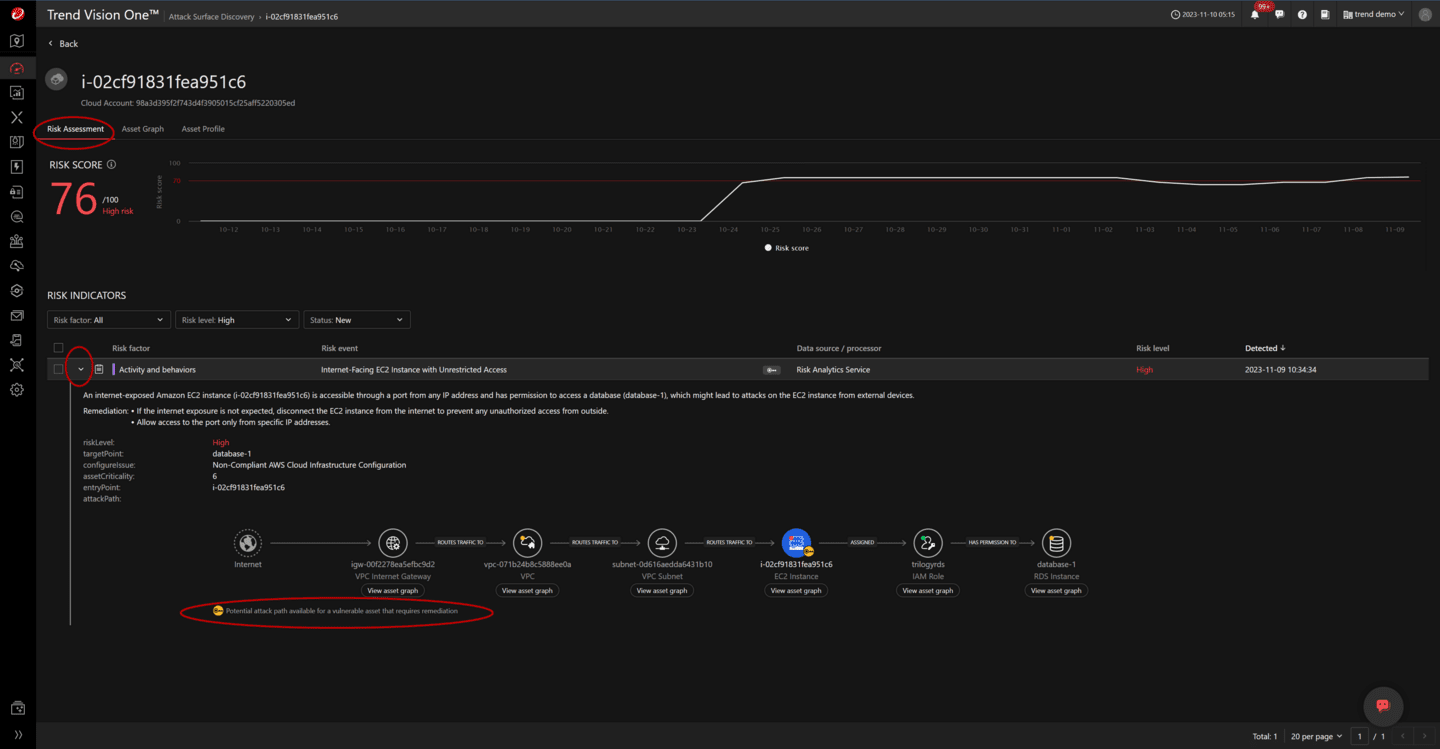 Trend Vision One™ | Attack Surface Discovery › i-02cf91831fea951c6
2023-11-10 05:15
99+
trend demo
Back
i-02cf91831fea951c6
Cloud Account: 98a3d395f2f743d4f3905015cf25aff5220305ed
Risk Assessment Asset Graph Asset Profile
RISK SCORE
76 /100
High risk
Risk score
100
70
0
10-12 10-13 10-14 10-15 10-16 10-17 10-18 10-19 10-20 10-21 10-22 10-23 10-24 10-25 10-26 10-27 10-28 10-29 10-30 10-31 11-01 11-02 11-03 11-04 11-05 11-06 11-07 11-08 11-09
Risk score
RISK INDICATORS
Risk factor: All Risk level: High Status: New
Risk factor Risk event Data source / processor Risk level Detected ↓
Activity and behaviors Internet-Facing EC2 Instance with Unrestricted Access Risk Analytics Service High 2023-11-09 10:34:34
An internet-exposed Amazon EC2 instance (i-02cf91831fea951c6) is accessible through a port from any IP address and has permission to access a database (database-1), which might lead to attacks on the EC2 instance from external devices.
Remediation: • If the internet exposure is not expected, disconnect the EC2 instance from the internet to prevent any unauthorized access from outside.
• Allow access to the port only from specific IP addresses.
riskLevel: High
targetPoint: database-1
configureIssue: Non-Compliant AWS Cloud Infrastructure Configuration
assetCriticality: 6
entryPoint: i-02cf91831fea951c6
attackPath:
ROUTES TRAFFIC TO ROUTES TRAFFIC TO ROUTES TRAFFIC TO ASSIGNED HAS PERMISSION TO
Internet igw-00f2278ea5efbc9d2 vpc-071b24b8c5888ee0a subnet-0d616aedda6431b10 i-02cf91831fea951c6 trilogyrds database-1
VPC Internet Gateway VPC VPC Subnet EC2 Instance IAM Role RDS Instance
View asset graph View asset graph View asset graph View asset graph View asset graph View asset graph
Potential attack path available for a vulnerable asset that requires remediation
Total: 1 20 per page 1 / 1